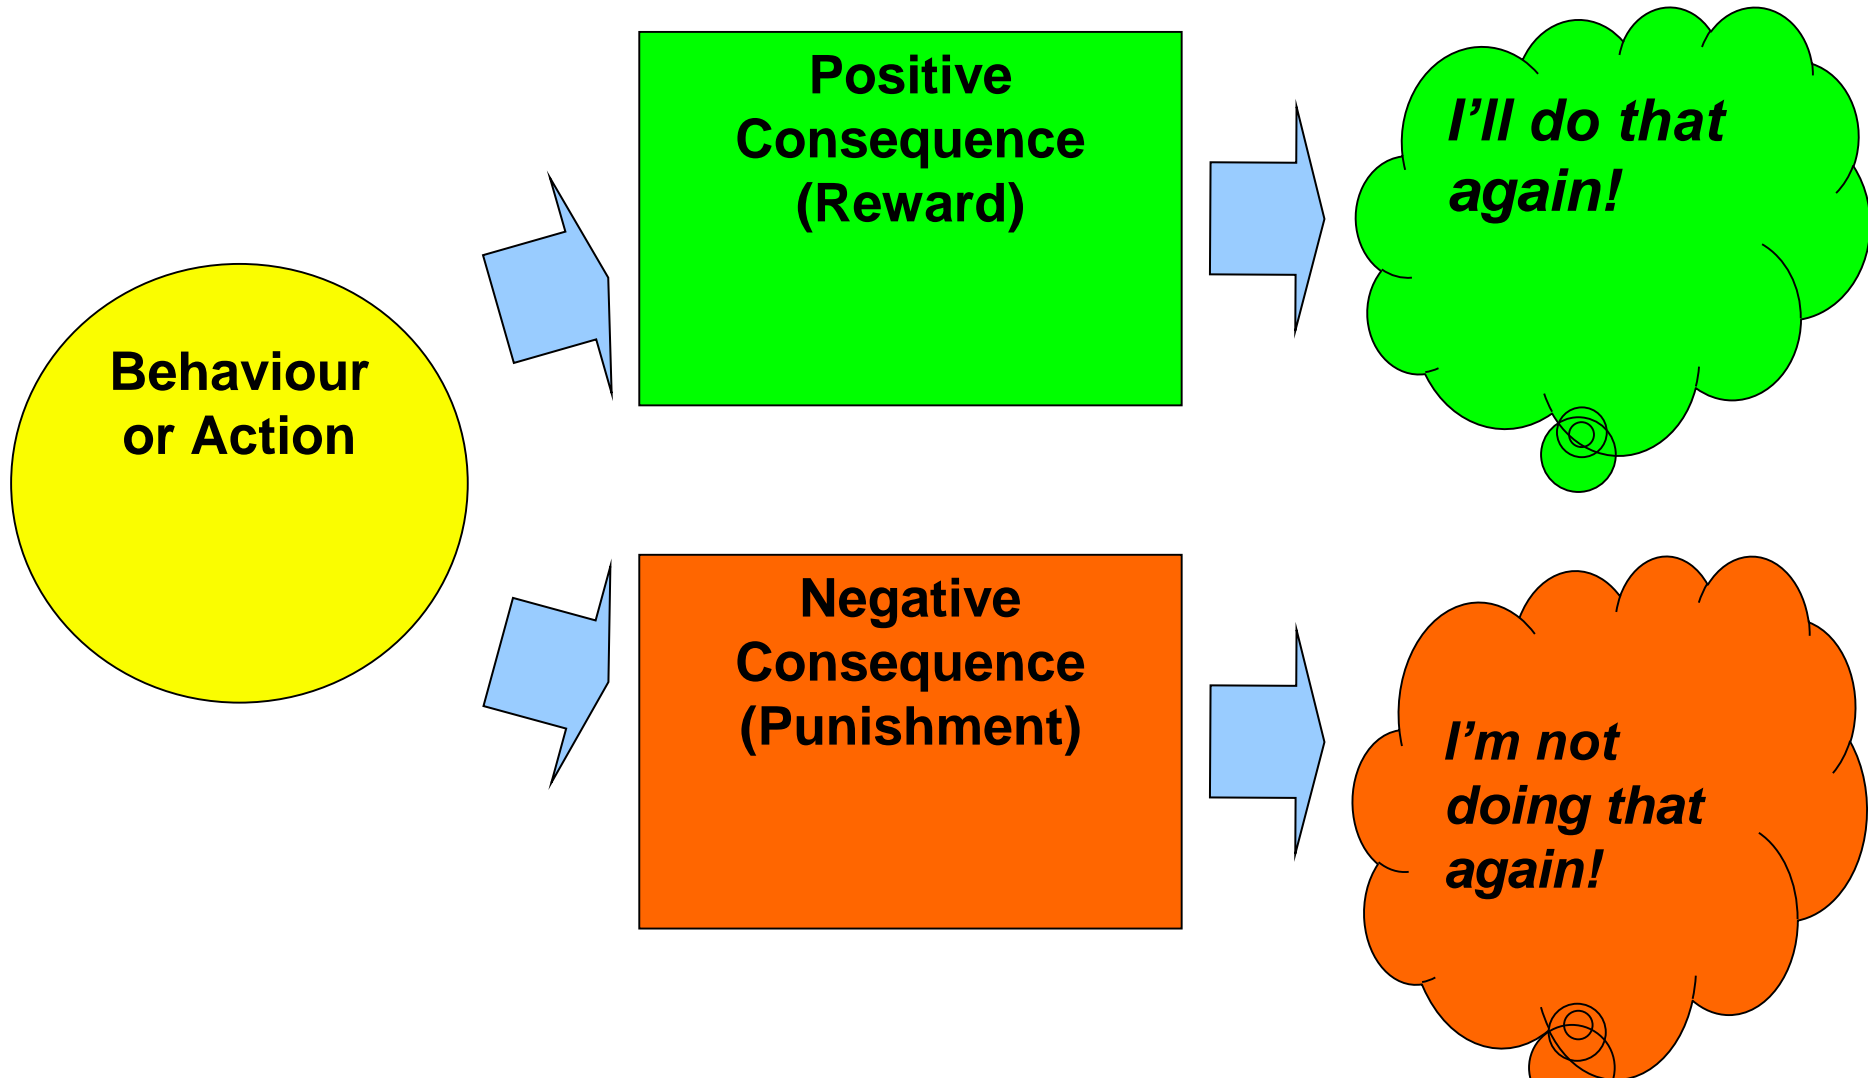 Behaviour
or Action
Positive
Consequence
(Reward)
I’ll do that
again!
Negative
Consequence
(Punishment)
I’m not
doing that
again!